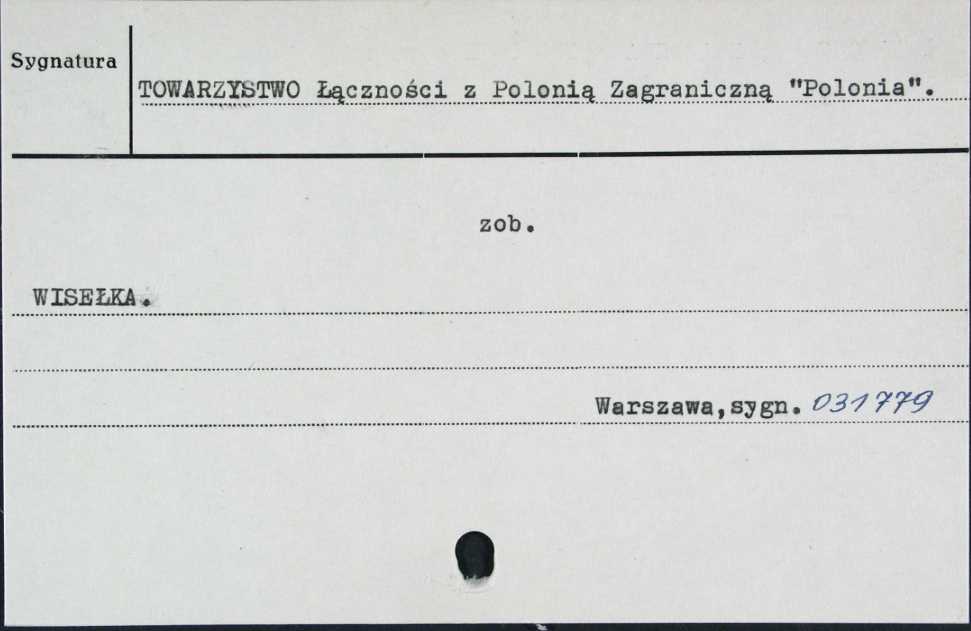 Sygnatura
TOWARZYSTWO Łączności z Polonią Zagraniczną "Polonia".
zob.
WISEŁKA.
Warszawa,sygn. 031779